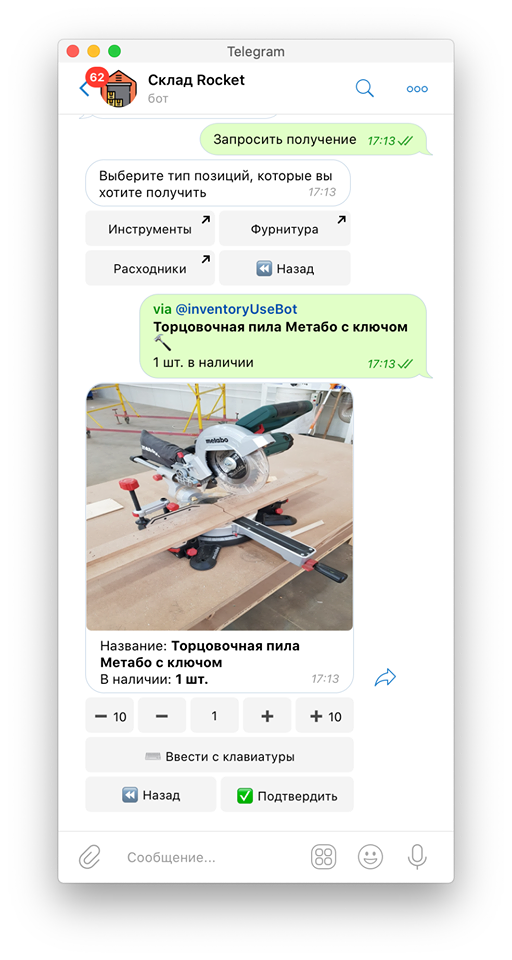 Telegram
62
Склад Rocket
бот
Запросить получение 17:13
Выберите тип позиций, которые вы
хотите получить 17:13
Инструменты
Фурнитура
Расходники
Назад
via @inventoryUseBot
Торцовочная пила Метабо с ключом
1 шт. в наличии 17:13
metabo
Название: Торцовочная пила
Метабо с ключом
В наличии: 1 шт. 17:13
− 10
−
1
+
+ 10
Ввести с клавиатуры
Назад
Подтвердить
Сообщение...